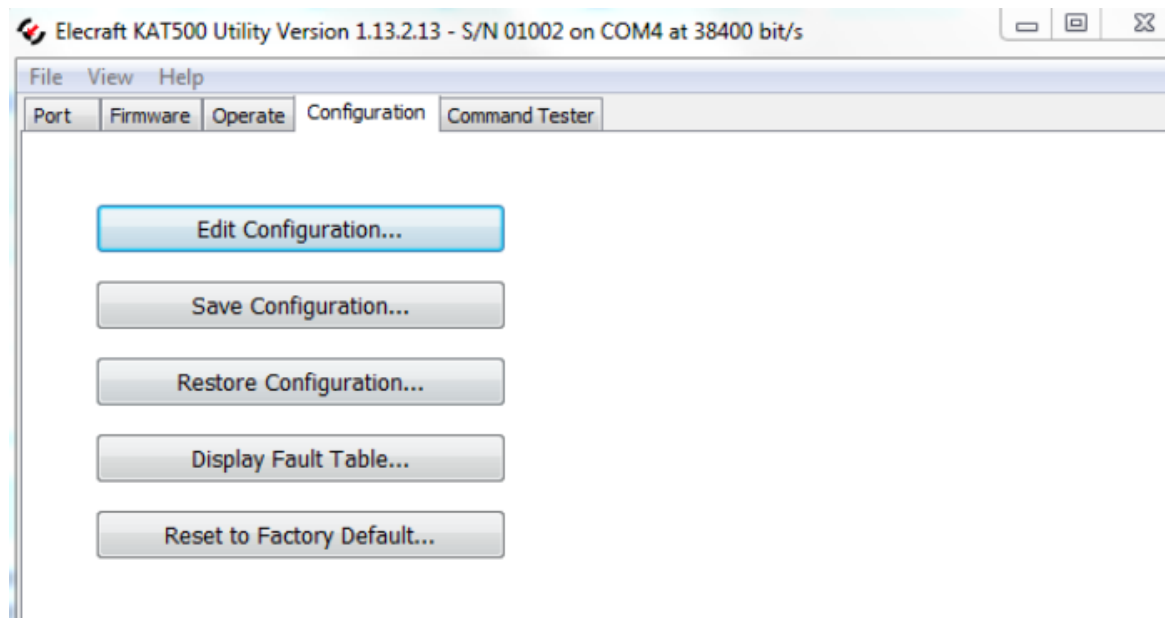 Elecraft KAT500 Utility Version 1.13.2.13 - S/N 01002 on COM4 at 38400 bit/s
File View Help
Port Firmware Operate Configuration Command Tester
Edit Configuration...
Save Configuration...
Restore Configuration...
Display Fault Table...
Reset to Factory Default...